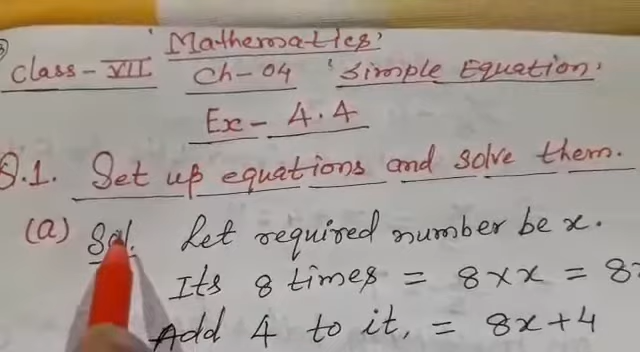 'Mathematics'
Class-VII Ch-04 'Simple Equation'
Ex-4.4
Q.1. Set up equations and solve them.
(a) Sol. Let required number be x.
Its 8 times = 8×x = 8
Add 4 to it, = 8x+4